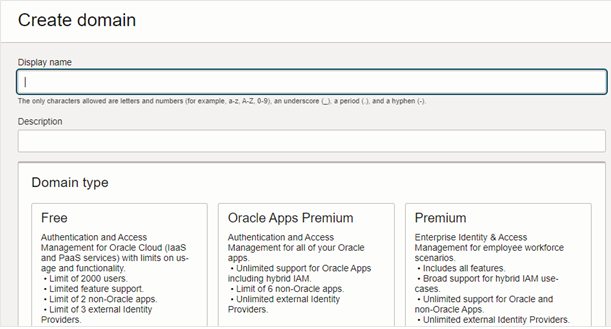 Create domain
Display name
The only characters allowed are letters and numbers (for example, a-z, A-Z, 0-9), an underscore (_), a period (.), and a hyphen (-).
Description
Domain type
Free
Authentication and Access
Management for Oracle Cloud (IaaS
and PaaS services) with limits on us-
age and functionality.
• Limit of 2000 users.
• Limited feature support.
• Limit of 2 non-Oracle apps.
• Limit of 3 external Identity
Providers.
Oracle Apps Premium
Authentication and Access
Management for all of your Oracle
apps.
• Unlimited support for Oracle Apps
including hybrid IAM.
• Limit of 6 non-Oracle apps.
• Unlimited external Identity
Providers.
Premium
Enterprise Identity & Access
Management for employee workforce
scenarios.
• Includes all features.
• Broad support for hybrid IAM use-
cases.
• Unlimited support for Oracle and
non-Oracle Apps.
• Unlimited external Identity Providers.